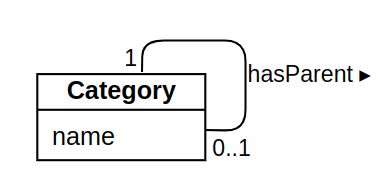 1
hasParent ►
Category
name
0..1